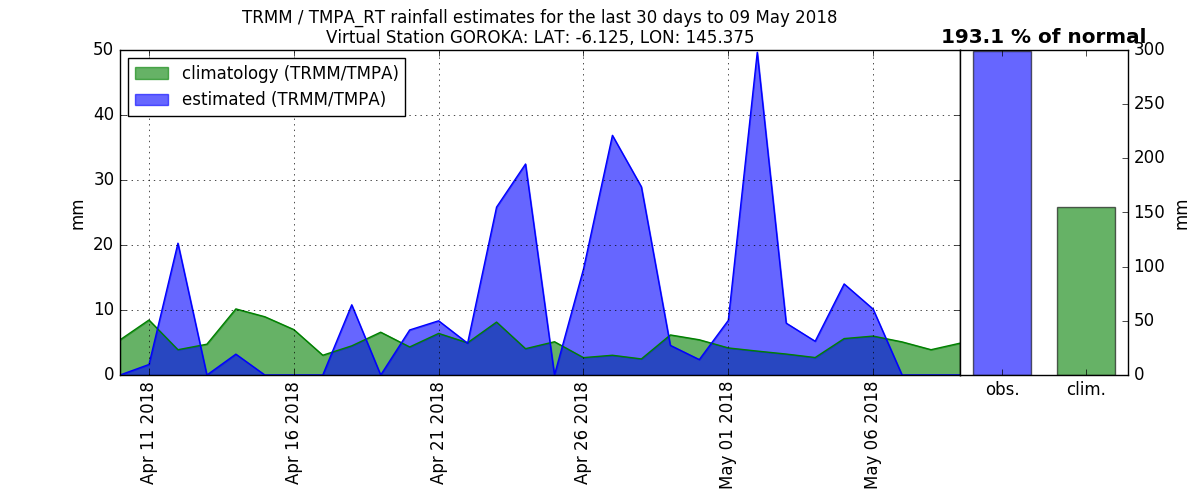 TRMM / TMPA_RT rainfall estimates for the last 30 days to 09 May 2018
Virtual Station GOROKA: LAT: -6.125, LON: 145.375
193.1 % of normal
climatology (TRMM/TMPA)
estimated (TRMM/TMPA)
mm
50
40
30
20
10
0
Apr 11 2018
Apr 16 2018
Apr 21 2018
Apr 26 2018
May 01 2018
May 06 2018
obs.
clim.
300
250
200
150
100
50
0
mm